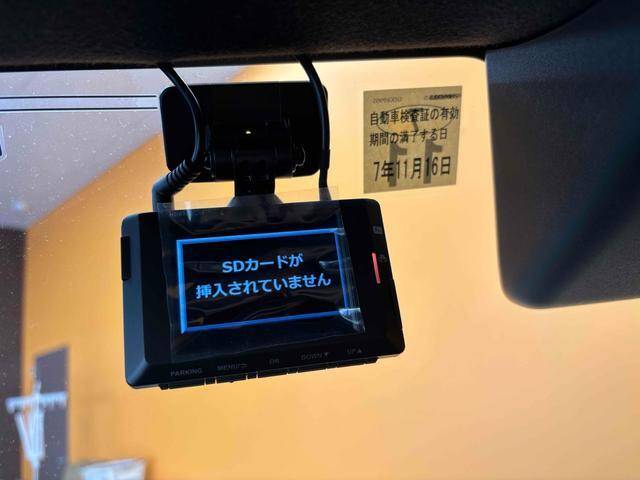 自動車検査証の有効
期間の満了する日
7年11月16日
SDカードが
挿入されていません
PARKING MENU/⮌ OK DOWN▼ UP▲